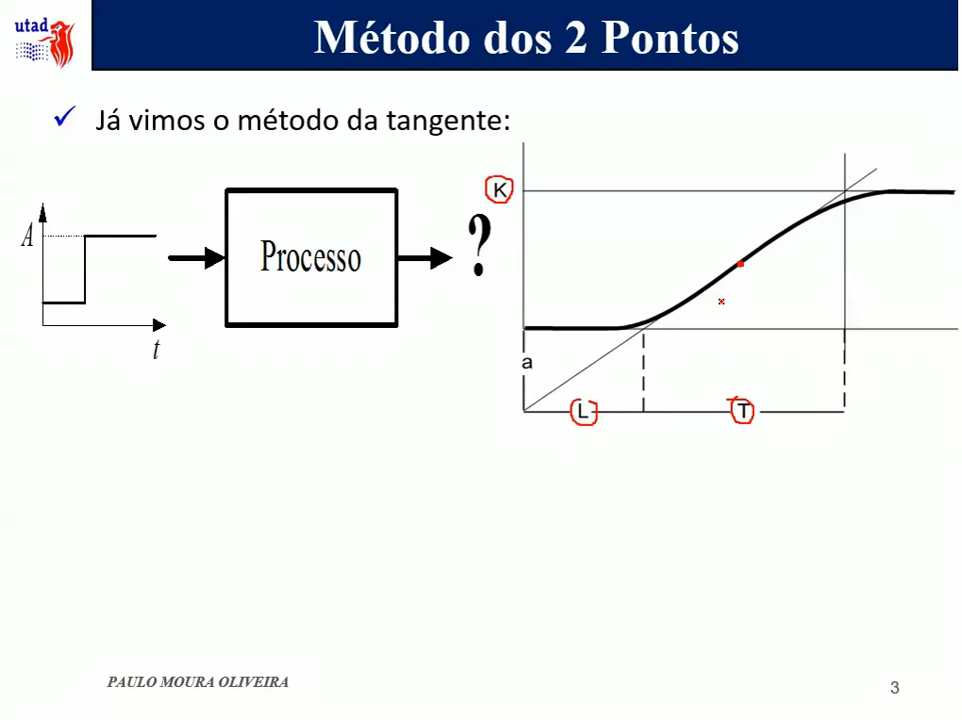 utad
Método dos 2 Pontos
Já vimos o método da tangente:
A
t
Processo
?
K
a
L
T
PAULO MOURA OLIVEIRA
3